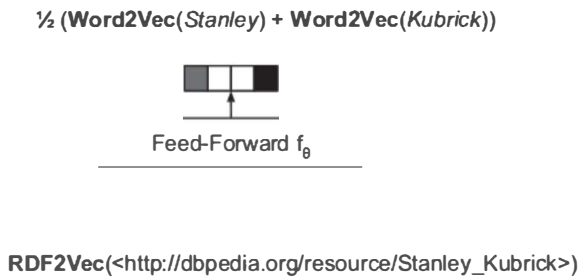 ½ (Word2Vec(Stanley) + Word2Vec(Kubrick))
Feed-Forward fθ
RDF2Vec(<http://dbpedia.org/resource/Stanley_Kubrick>)